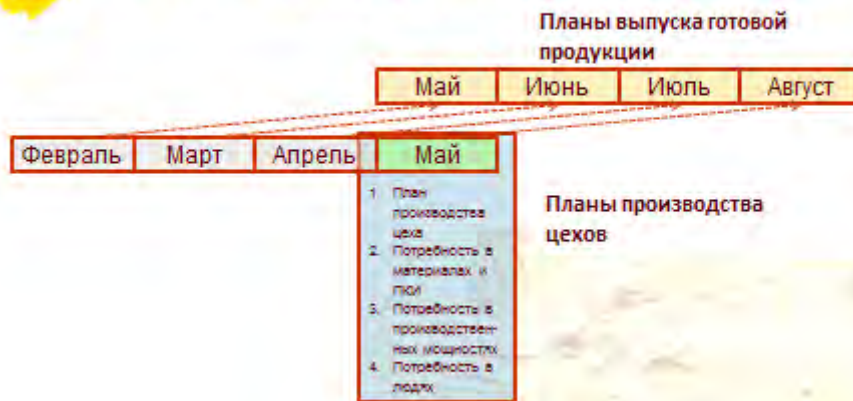 Планы выпуска готовой
продукции
Май Июнь Июль Август
Февраль Март Апрель Май
1 План
производства
цеха
2. Потребность в
материалах и
ПКИ
3. Потребность в
производствен-
ных мощностях
4. Потребность в
людях
Планы производства
цехов